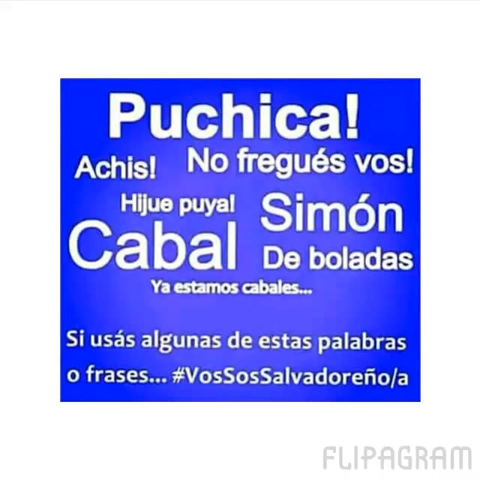 Puchica!
Achis! No fregués vos!
Hijue puya! Simón
Cabal De boladas
Ya estamos cabales...
Si usás algunas de estas palabras
o frases... #VosSosSalvadoreño/a
FLIPAGRAM